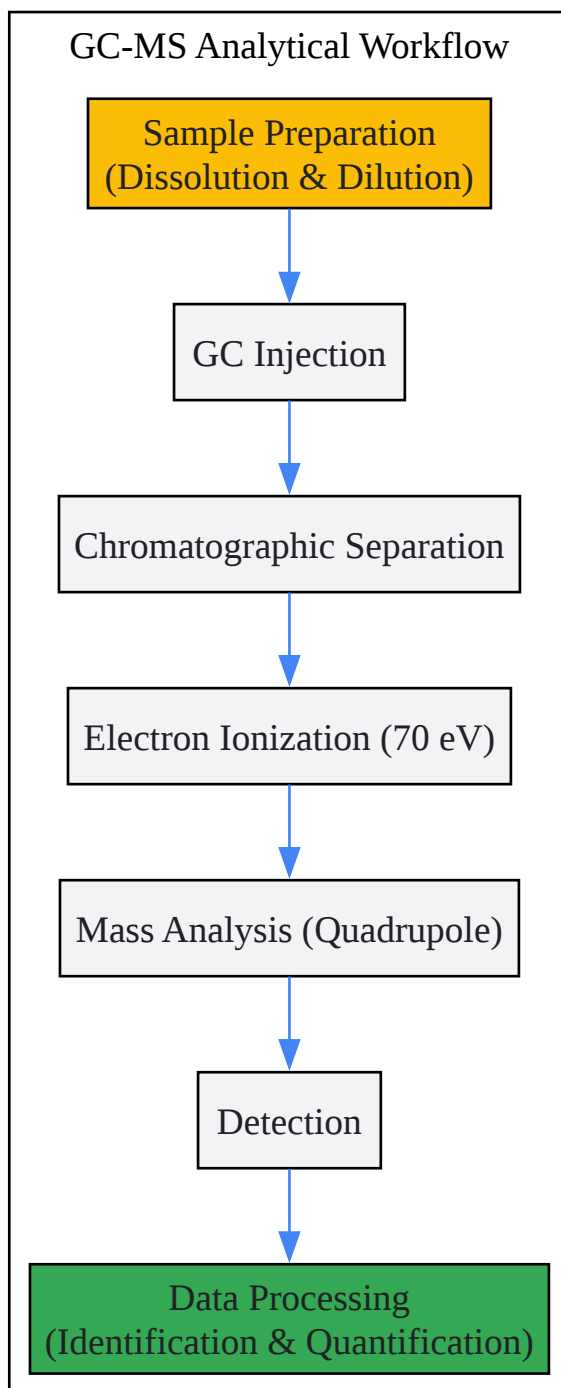 GC-MS Analytical Workflow
Sample Preparation
(Dissolution & Dilution)
GC Injection
Chromatographic Separation
Electron Ionization (70 eV)
Mass Analysis (Quadrupole)
Detection
Data Processing
(Identification & Quantification)